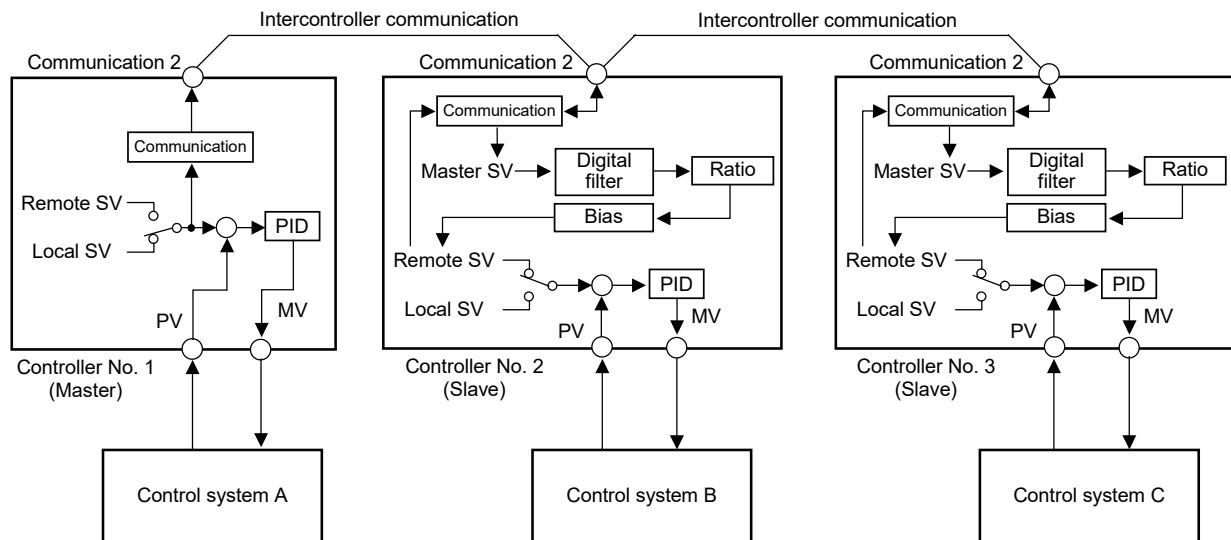 Intercontroller communication
Intercontroller communication
Communication 2
Communication
Remote SV
Local SV
PID
PV
MV
Controller No. 1
(Master)
Control system A
Communication 2
Communication
Master SV
Digital
filter
Ratio
Bias
Remote SV
Local SV
PID
PV
MV
Controller No. 2
(Slave)
Control system B
Communication 2
Communication
Master SV
Digital
filter
Ratio
Bias
Remote SV
Local SV
PID
PV
MV
Controller No. 3
(Slave)
Control system C